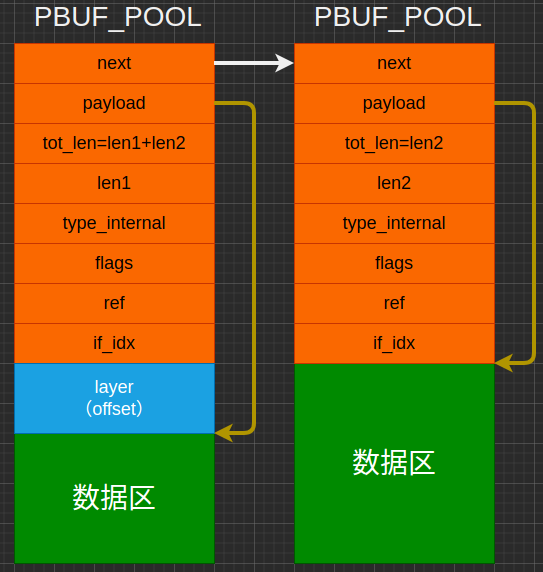 PBUF_POOL
next
payload
tot_len=len1+len2
len1
type_internal
flags
ref
if_idx
layer
（offset）
数据区
PBUF_POOL
next
payload
tot_len=len2
len2
type_internal
flags
ref
if_idx
数据区